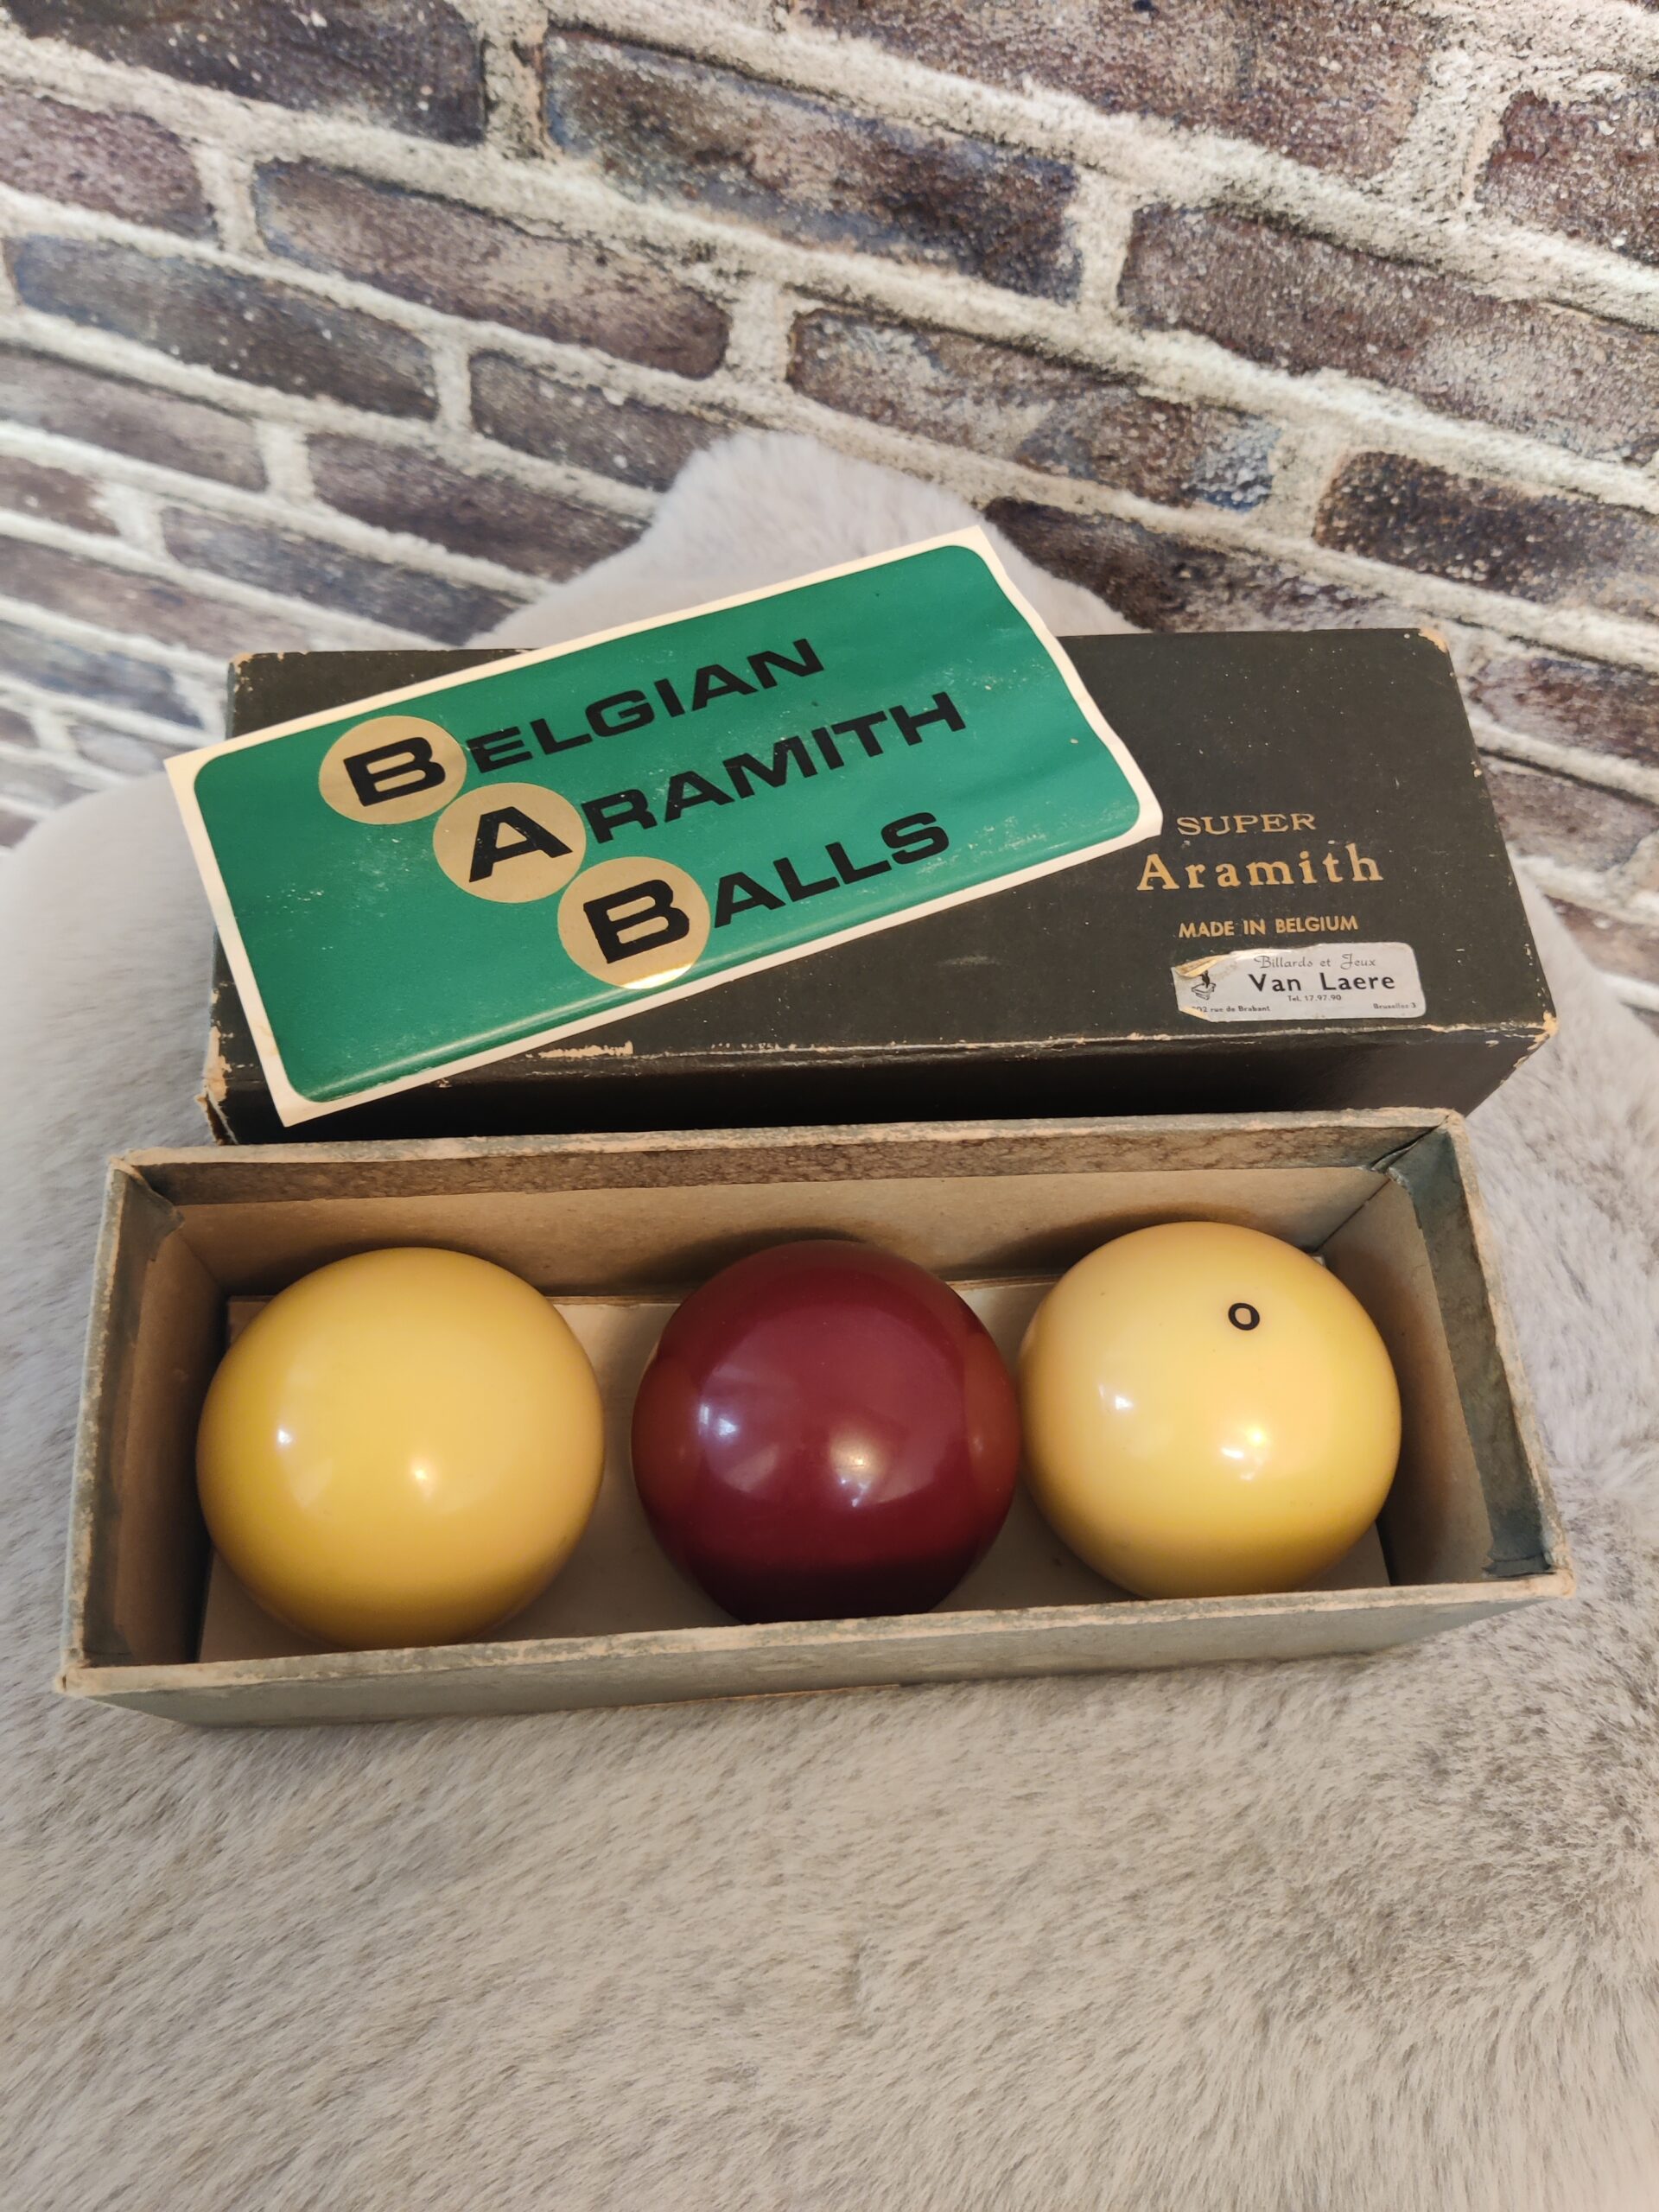 BELGIAN
ARAMITH
BALLS
SUPER
Aramith
MADE IN BELGIUM
Billards et Jeux
Van Laere
Tel. 17.97.90
rue de Brabant Bruxelles 3
O